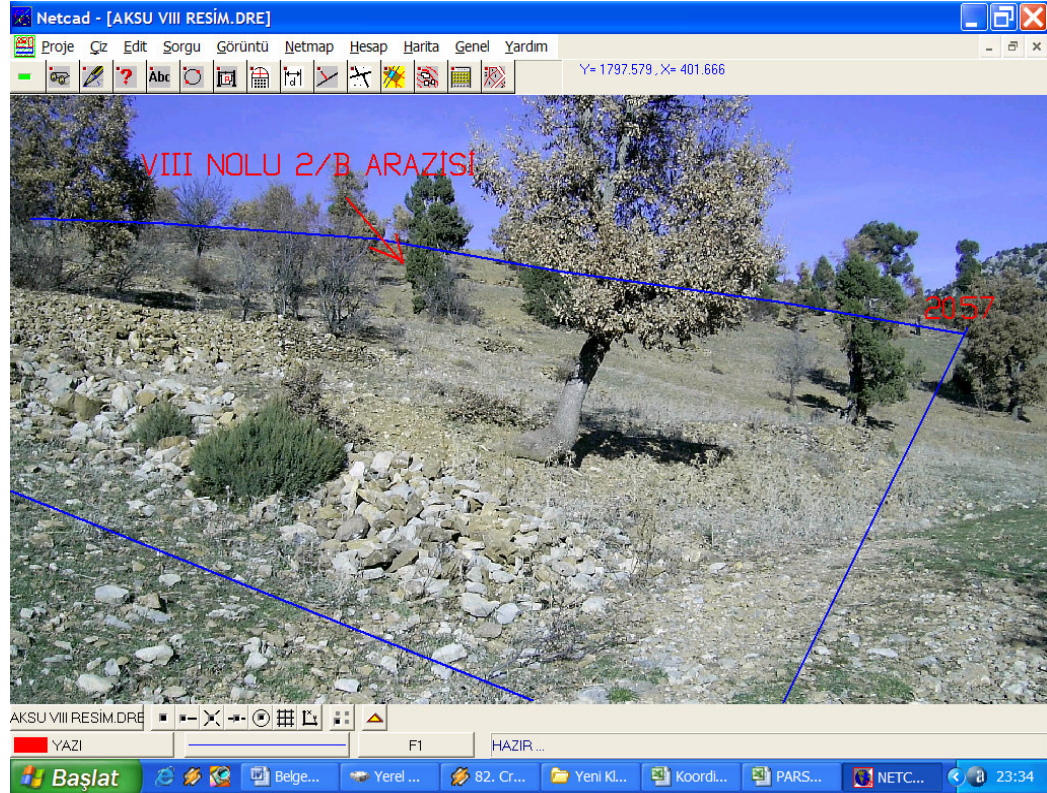 Netcad - [AKSU VIII RESİM.DRE]
Proje Çiz Edit Sorgu Görüntü Netmap Hesap Harita Genel Yardım
Abc
Y= 1797.579 , X= 401.666
VIII NOLU 2/B ARAZİSİ
2057
AKSU VIII RESİM.DRE
YAZI F1 HAZIR ...
Başlat Belge... Yerel ... 82. Cr... Yeni Kl... Koordi... PARS... NETC... 23:34